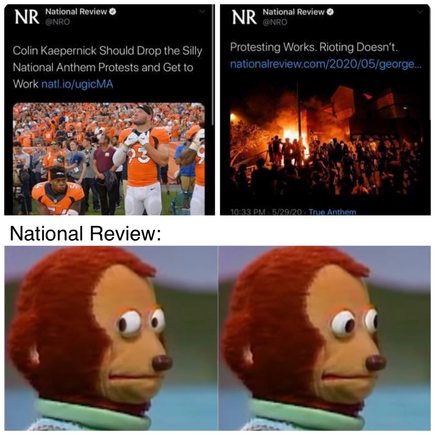 NR National Review
@NRO
Colin Kaepernick Should Drop the Silly
National Anthem Protests and Get to
Work natl.io/ugicMA
NR National Review
@NRO
Protesting Works. Rioting Doesn't.
nationalreview.com/2020/05/george...
10:33 PM · 5/29/20 · True Anthem
National Review: